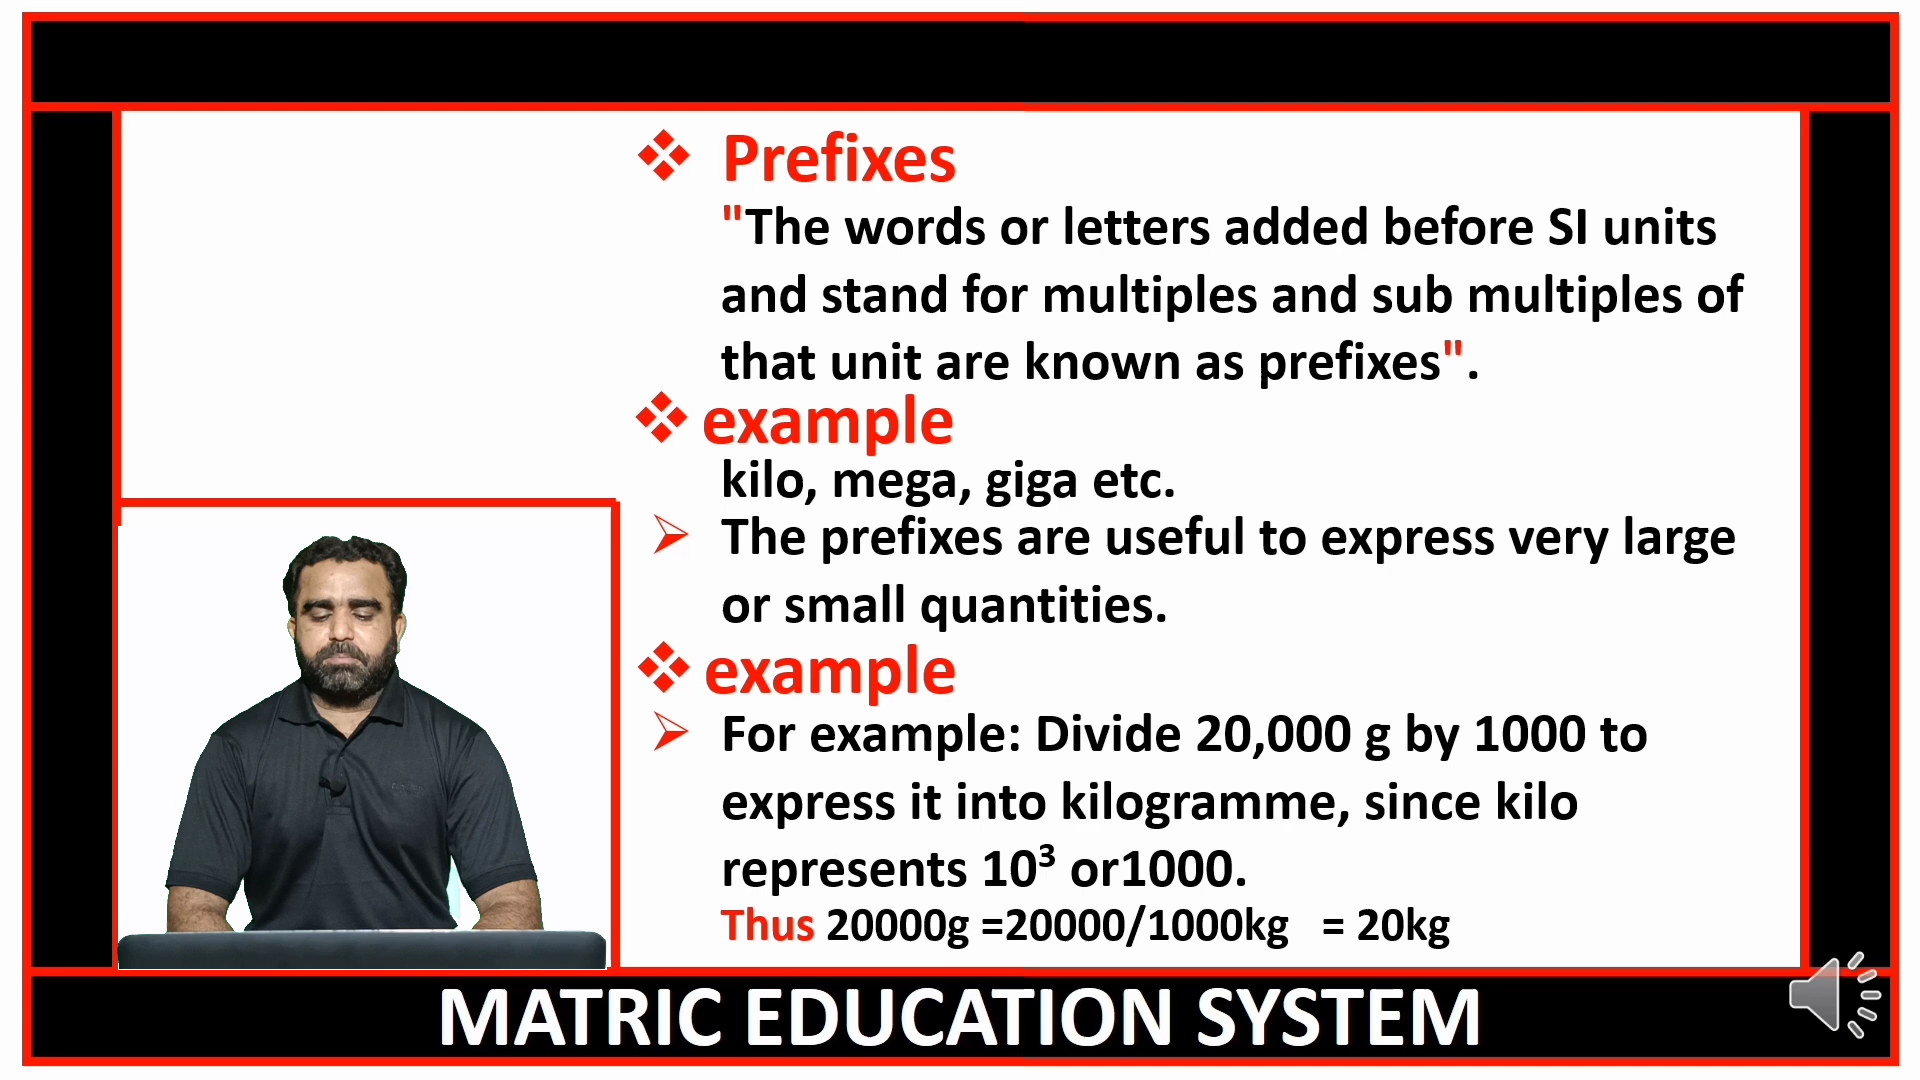 Prefixes
"The words or letters added before SI units
and stand for multiples and sub multiples of
that unit are known as prefixes".
example
kilo, mega, giga etc.
The prefixes are useful to express very large
or small quantities.
example
For example: Divide 20,000 g by 1000 to
express it into kilogramme, since kilo
represents 10³ or1000.
Thus 20000g =20000/1000kg = 20kg
MATRIC EDUCATION SYSTEM